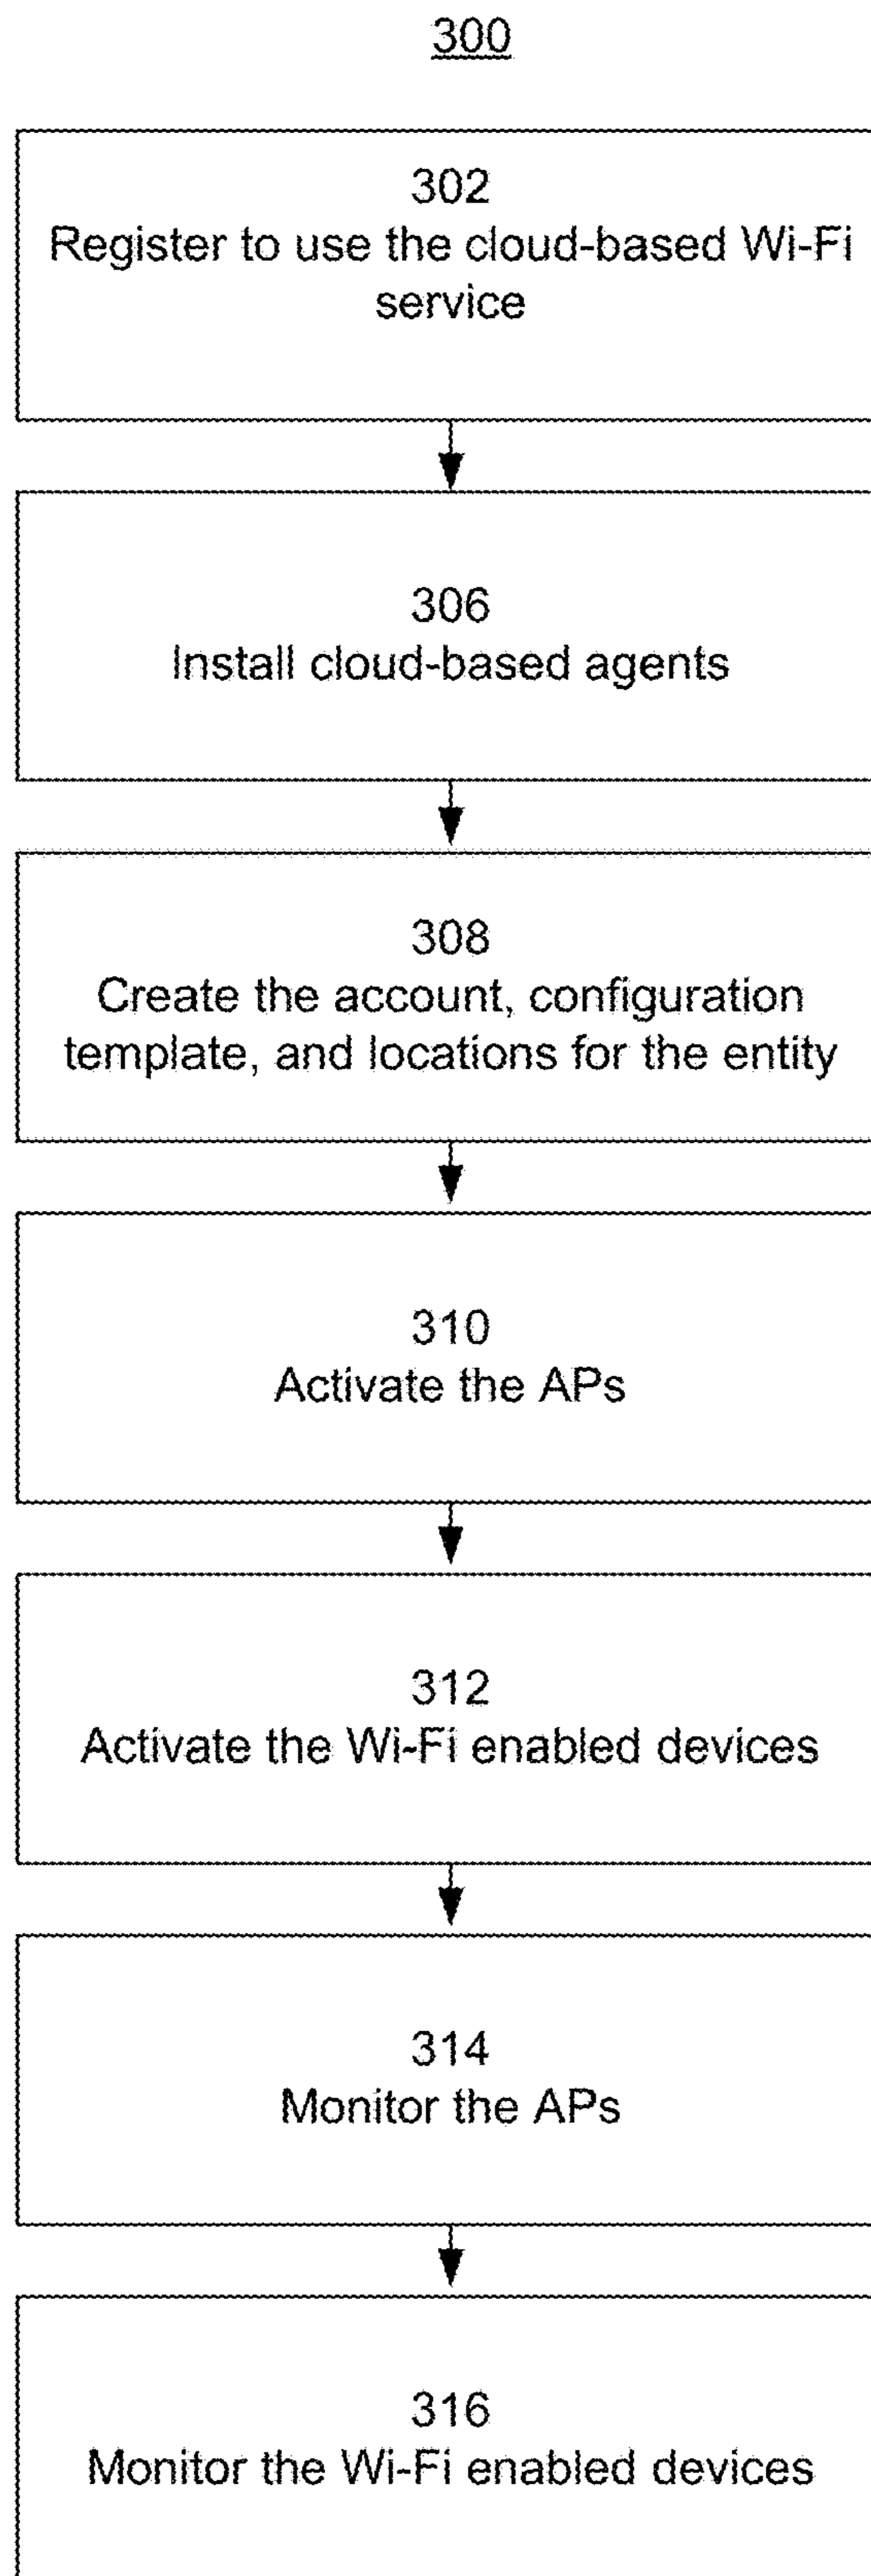 300
302
Register to use the cloud-based Wi-Fi
service
306
Install cloud-based agents
308
Create the account, configuration
template, and locations for the entity
310
Activate the APs
312
Activate the Wi-Fi enabled devices
314
Monitor the APs
316
Monitor the Wi-Fi enabled devices